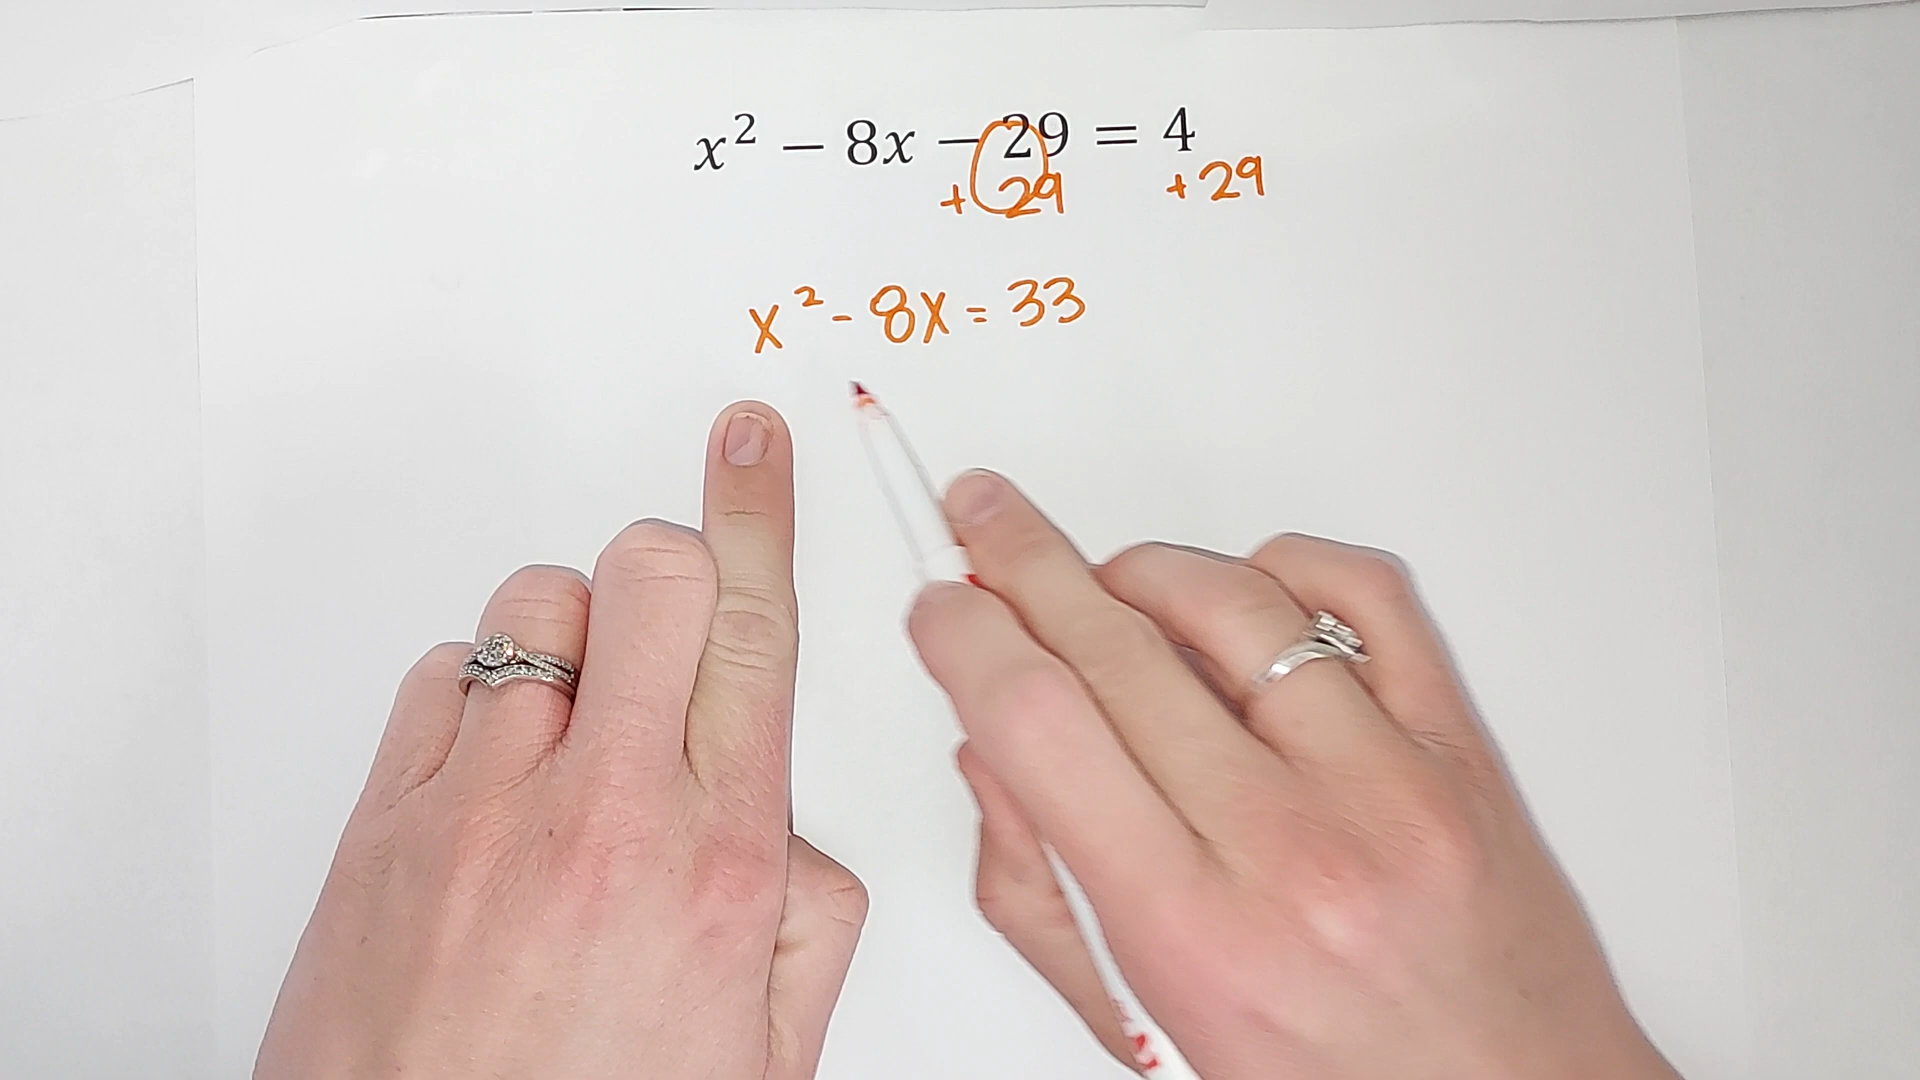 x² − 8x − 29 = 4
+ 29 + 29
x² - 8x = 33